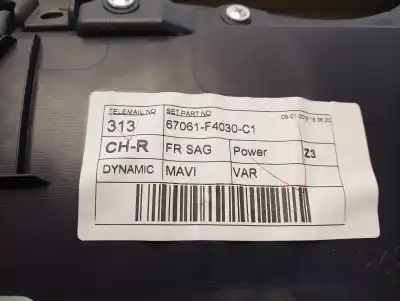 TELEMAIL NO SET PART NO
313 67061-F4030-C1
CH-R FR SAG Power Z3
DYNAMIC MAVI VAR